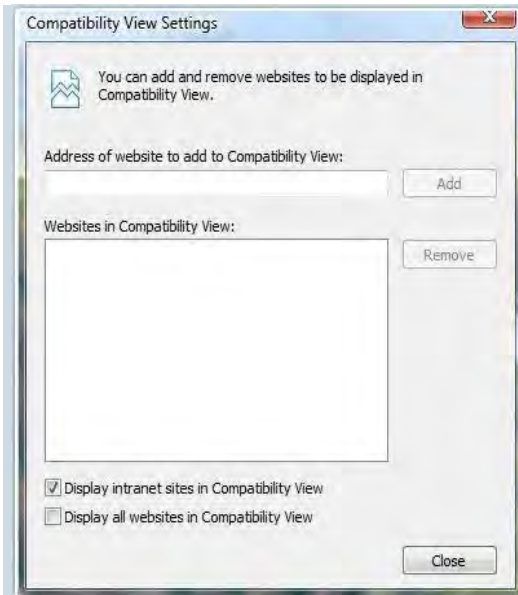 Compatibility View Settings
You can add and remove websites to be displayed in
Compatibility View.
Address of website to add to Compatibility View:
Add
Websites in Compatibility View:
Remove
Display intranet sites in Compatibility View
Display all websites in Compatibility View
Close